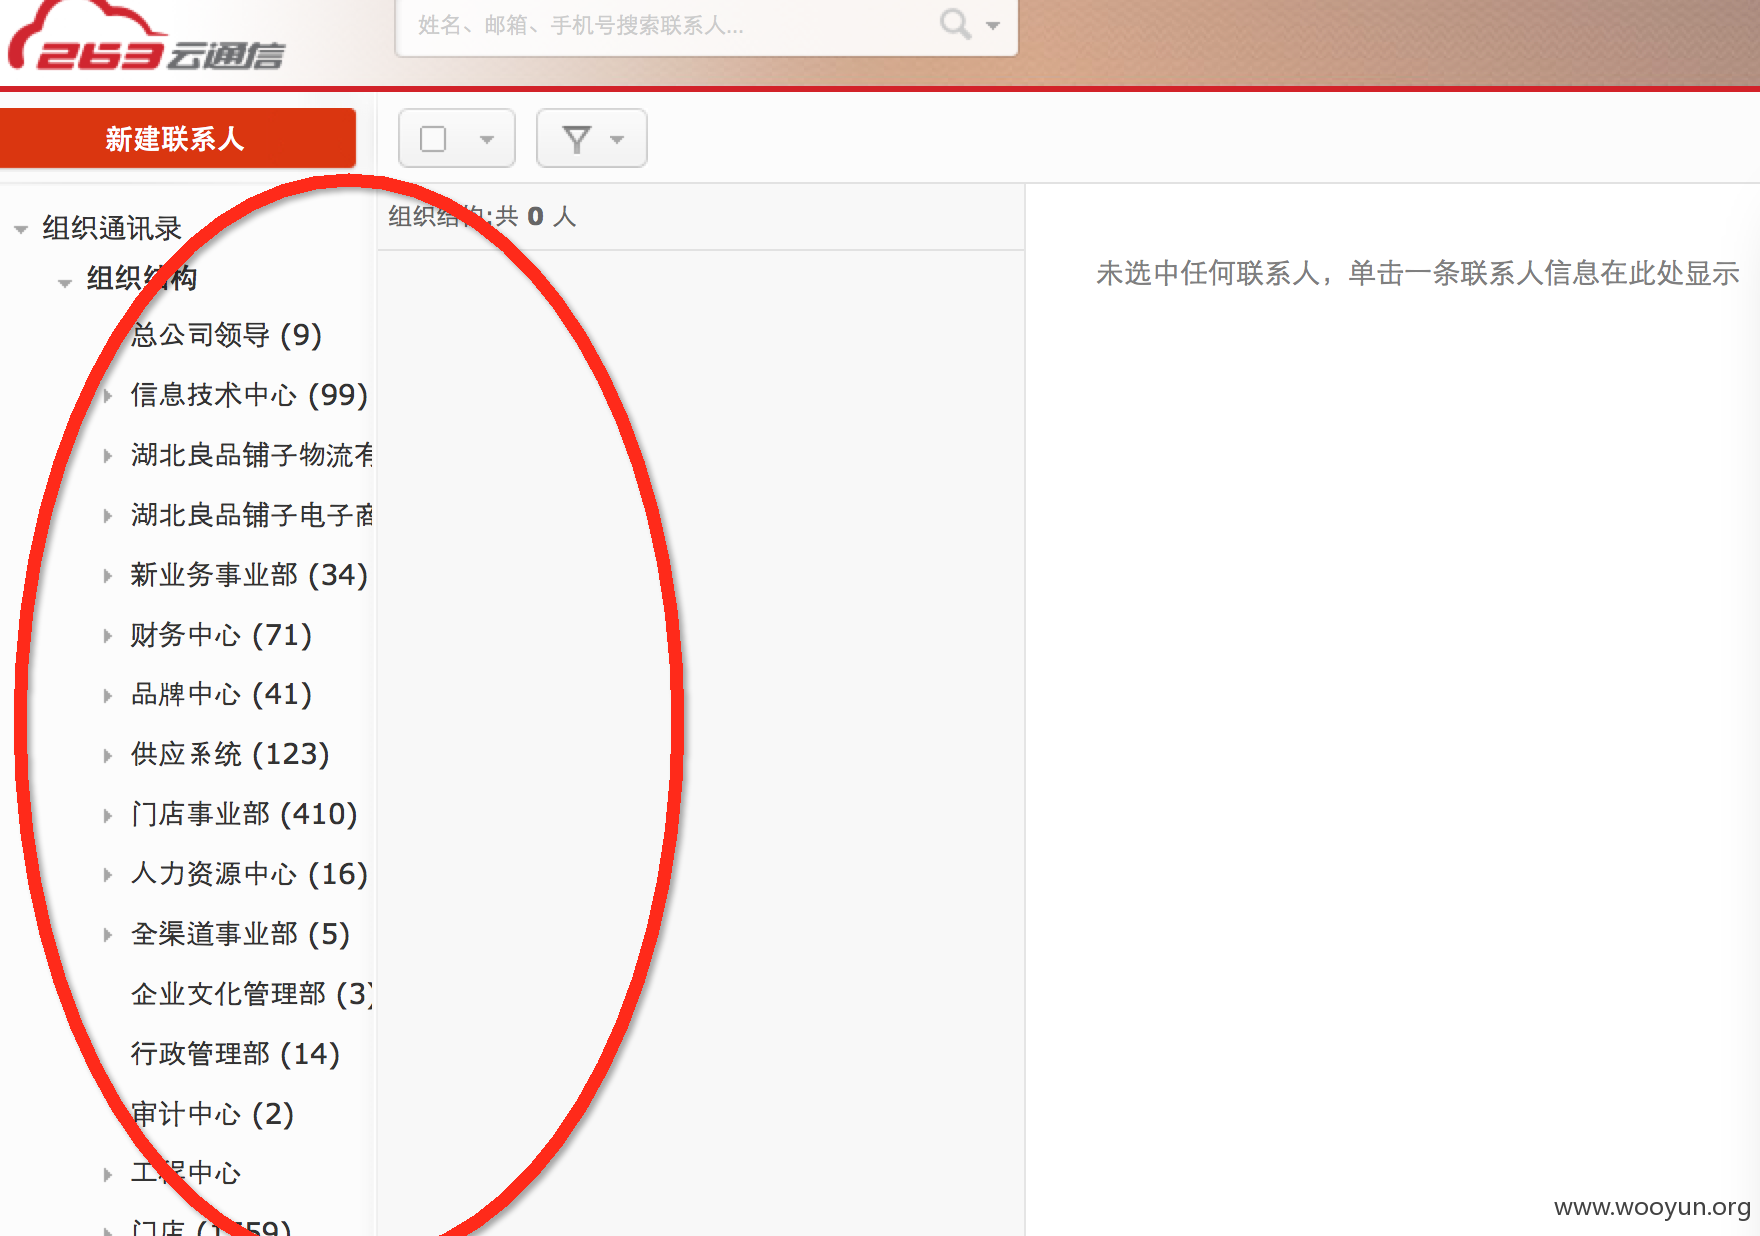 263云通信
姓名、邮箱、手机号搜索联系人...
新建联系人
组织通讯录
组织结构
总公司领导 (9)
信息技术中心 (99)
湖北良品铺子物流有
湖北良品铺子电子商
新业务事业部 (34)
财务中心 (71)
品牌中心 (41)
供应系统 (123)
门店事业部 (410)
人力资源中心 (16)
全渠道事业部 (5)
企业文化管理部 (3)
行政管理部 (14)
审计中心 (2)
工程中心
门店
组织结构:共 0 人
未选中任何联系人，单击一条联系人信息在此处显示
www.wooyun.org